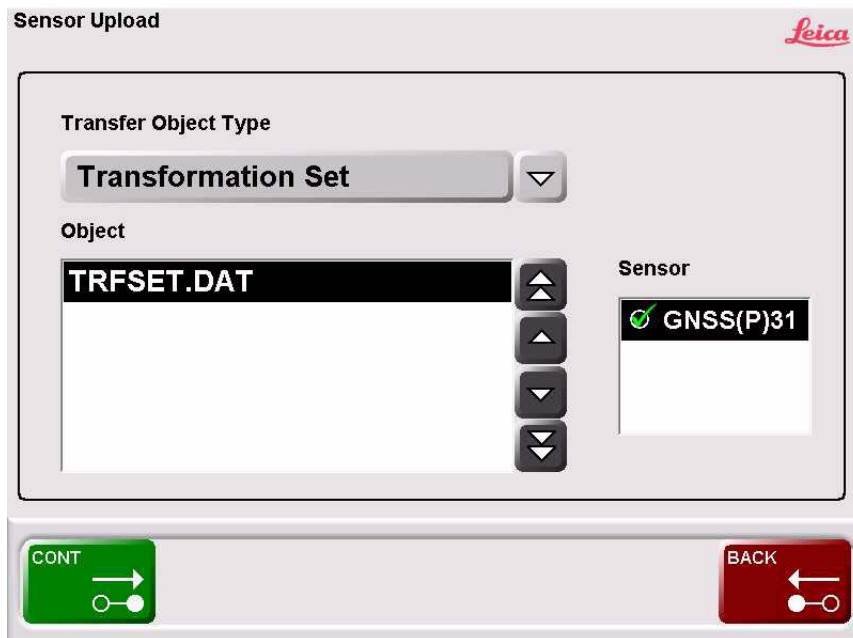 Sensor Upload
Leica
Transfer Object Type
Transformation Set
Object
TRFSET.DAT
Sensor
GNSS(P)31
CONT
BACK